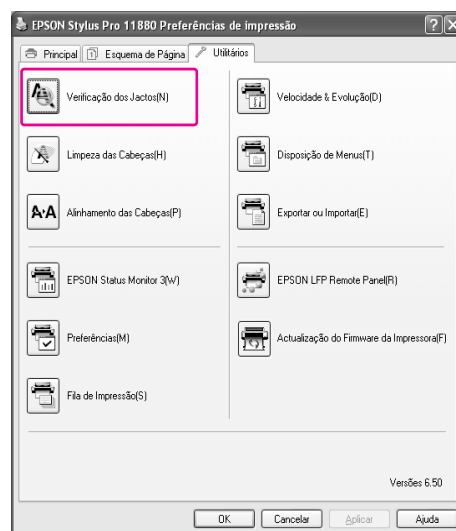 EPSON Stylus Pro 11880 Preferências de impressão
Principal Esquema de Página Utilitários
Verificação dos Jactos(N)
Velocidade & Evolução(D)
Limpeza das Cabeças(H)
Disposição de Menus(T)
A·A Alinhamento das Cabeças(P)
Exportar ou Importar(E)
EPSON Status Monitor 3(W)
EPSON LFP Remote Panel(R)
Preferências(M)
Actualização do Firmware da Impressora(F)
Fila de Impressão(S)
Versões 6.50
OK Cancelar Aplicar Ajuda